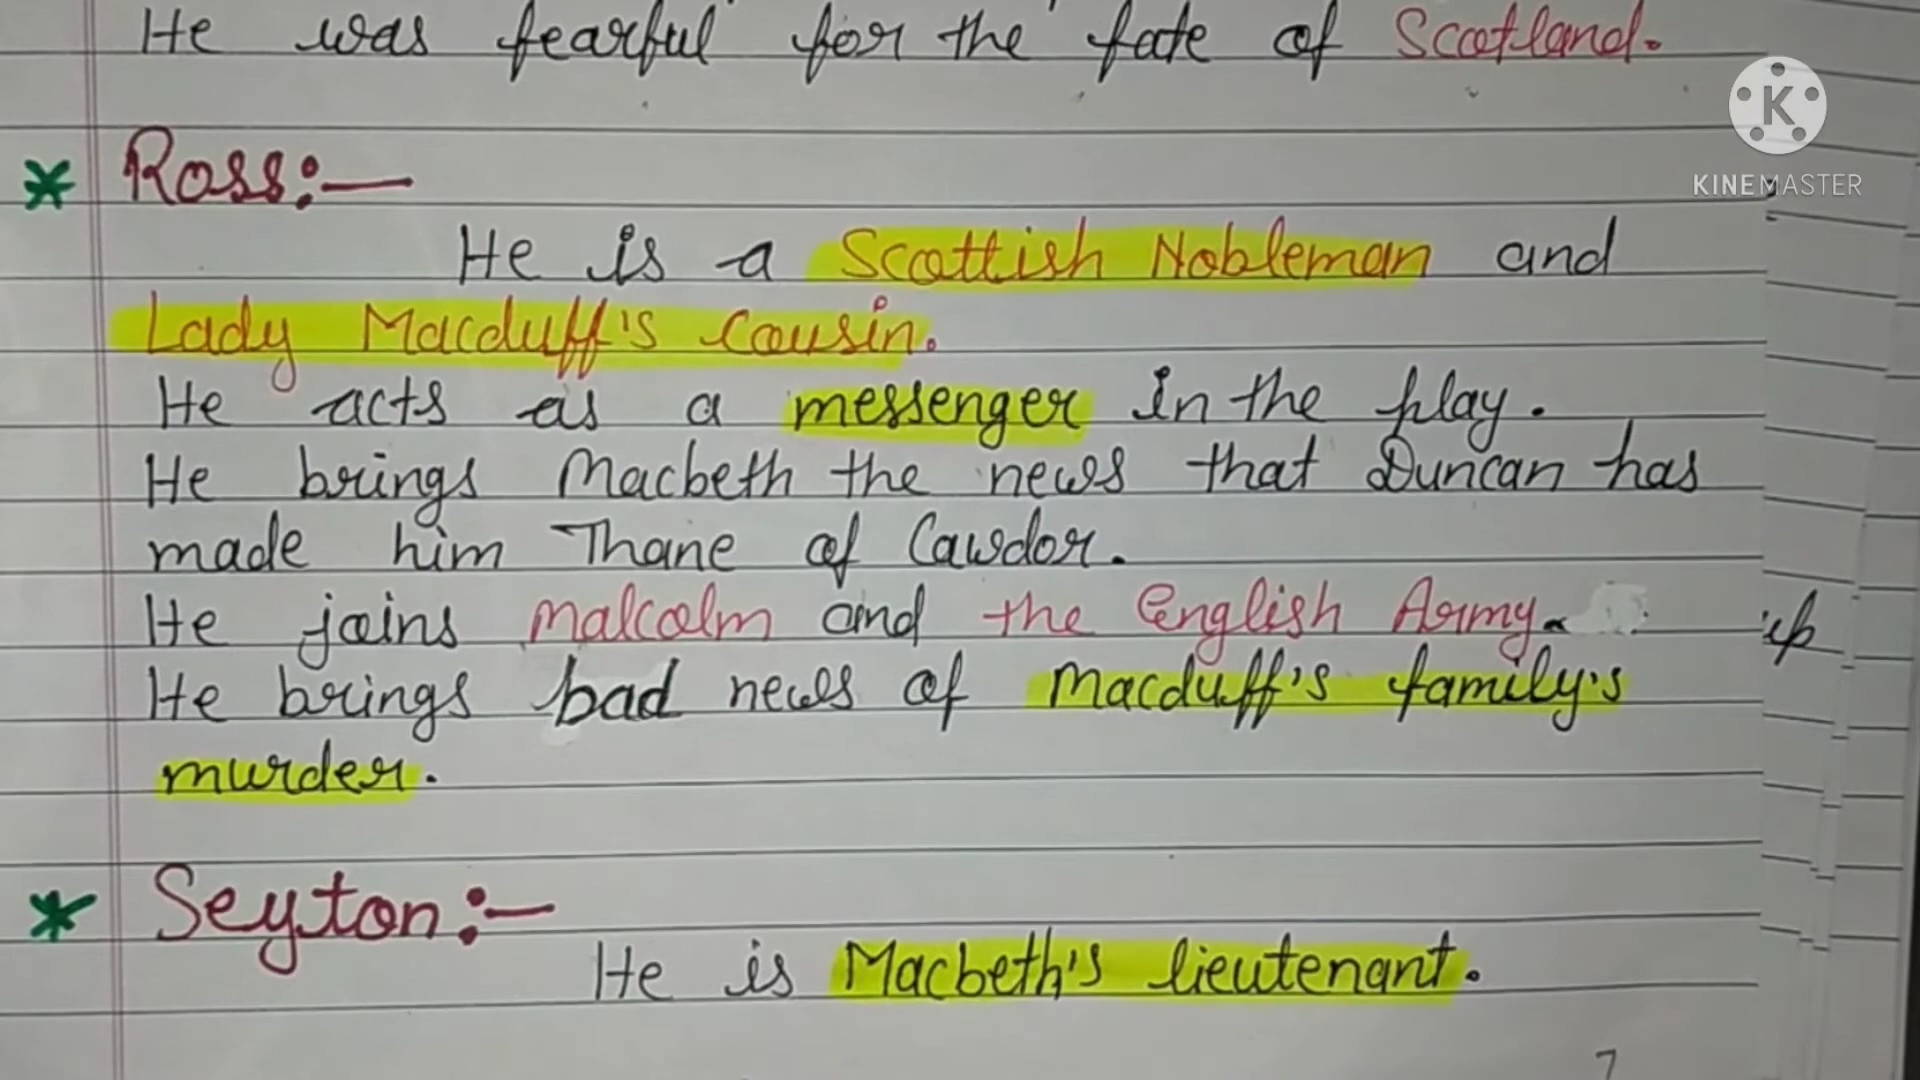 He was fearful for the fate of Scotland.
K
KINEMASTER
* Ross:—
He is a Scottish Nobleman and
Lady Macduff's cousin.
He acts as a messenger in the play.
He brings Macbeth the news that Duncan has
made him Thane of Cawdor.
He joins Malcolm and the English Army.
He brings bad news of Macduff's family's
murder.
* Seyton:—
He is Macbeth's lieutenant.